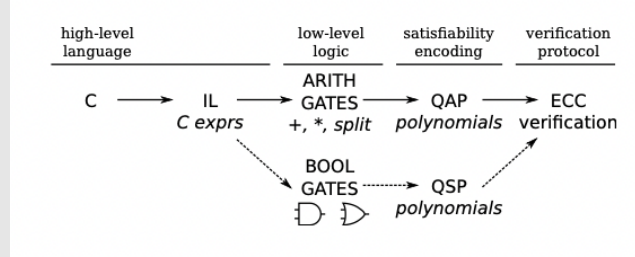 high-level
language
low-level
logic
satisfiability
encoding
verification
protocol
C
IL
C exprs
ARITH
GATES
+, *, split
QAP
polynomials
ECC
verification
BOOL
GATES
QSP
polynomials